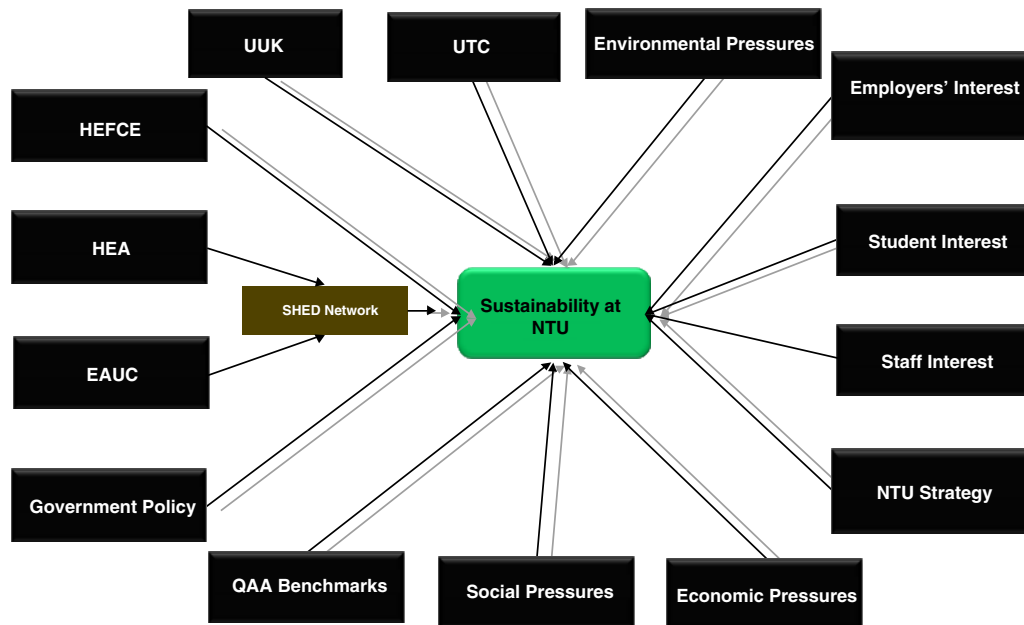 UUK
UTC
Environmental Pressures
Employers’ Interest
HEFCE
HEA
Student Interest
SHED Network
Sustainability at
NTU
EAUC
Staff Interest
Government Policy
NTU Strategy
QAA Benchmarks
Social Pressures
Economic Pressures